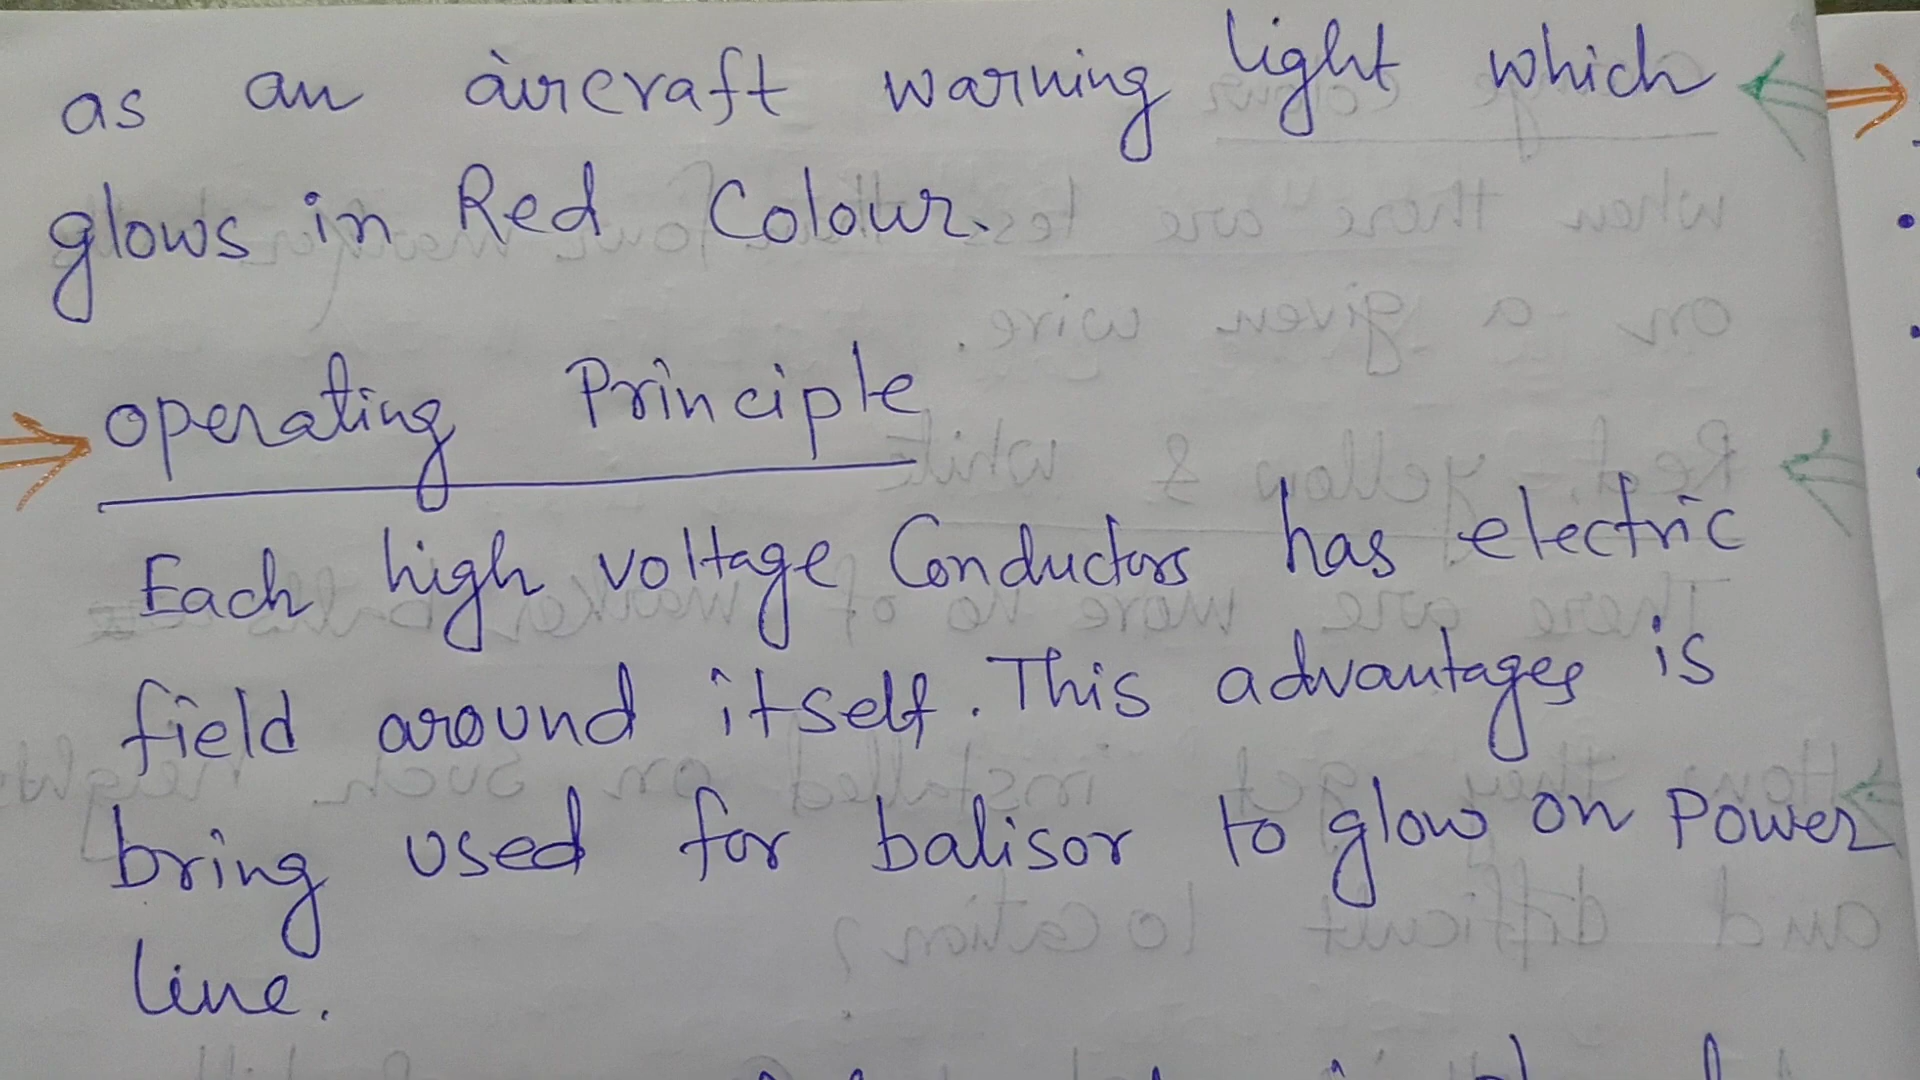 as an aircraft warning light which
glows in Red Colour.
operating Principle
Each high voltage Conductors has electric
field around itself. This advantages is
bring used for balisor to glow on Power
line.